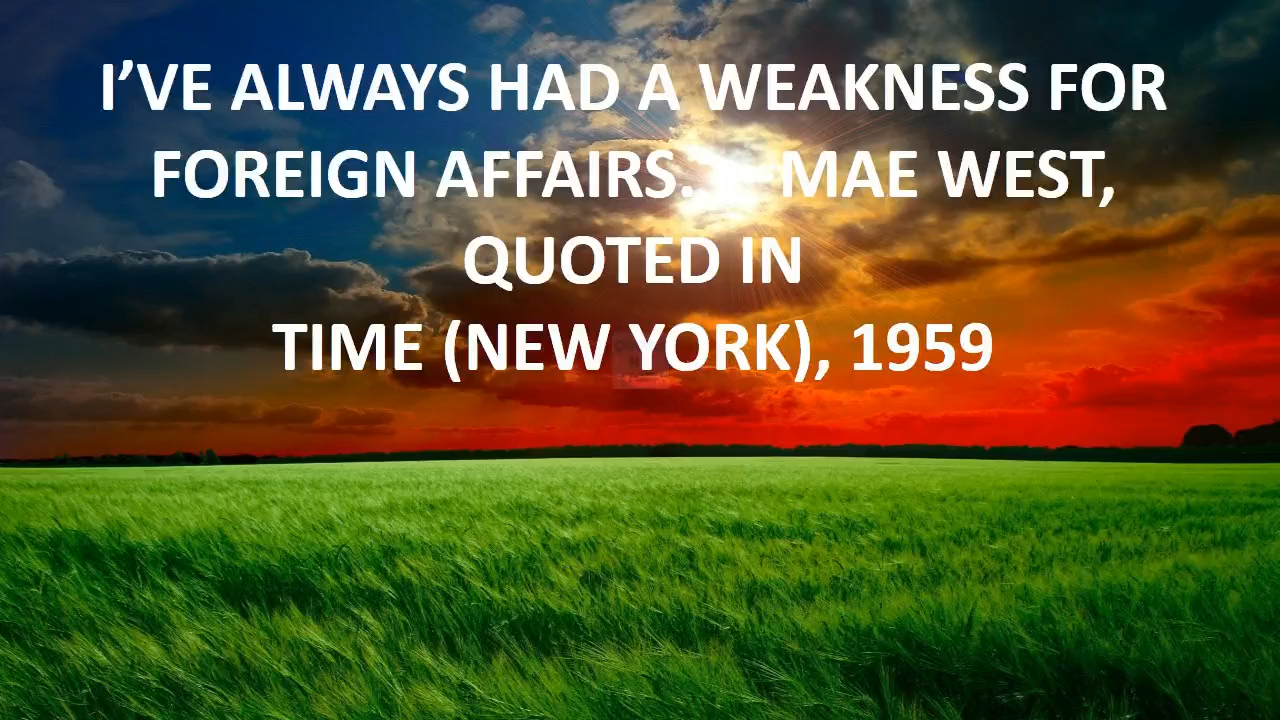 I’VE ALWAYS HAD A WEAKNESS FOR
FOREIGN AFFAIRS. MAE WEST,
QUOTED IN
TIME (NEW YORK), 1959